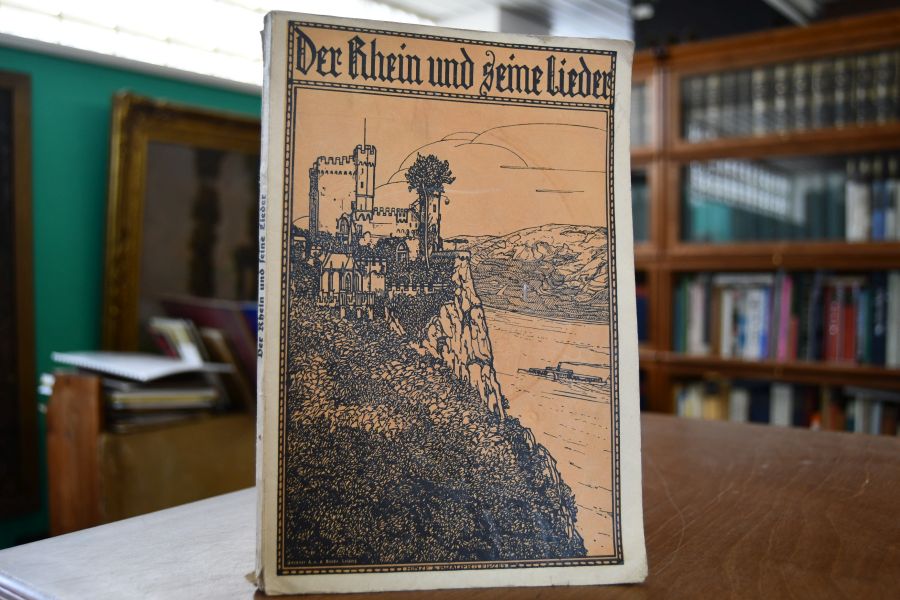 Der Rhein und seine Lieder
Der Rhein und seine Lieder